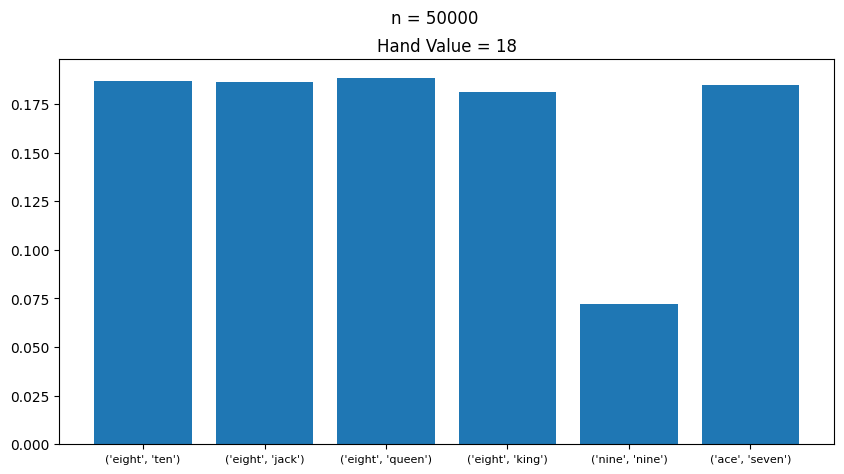 n = 50000
Hand Value = 18
0.175
0.150
0.125
0.100
0.075
0.050
0.025
0.000
('eight', 'ten') ('eight', 'jack') ('eight', 'queen') ('eight', 'king') ('nine', 'nine') ('ace', 'seven')